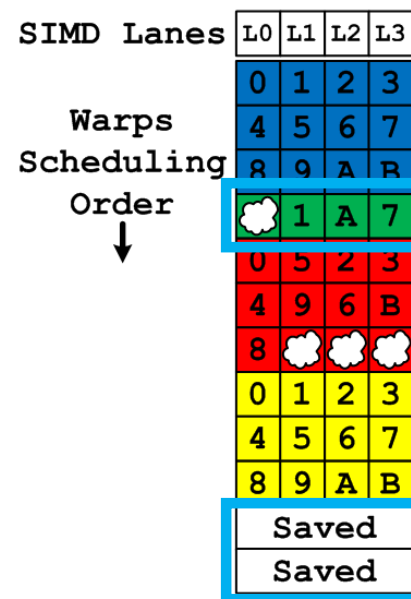 SIMD Lanes L0 L1 L2 L3
0 1 2 3
Warps 4 5 6 7
Scheduling 8 9 A B
Order 1 A 7
0 5 2 3
4 9 6 B
8
0 1 2 3
4 5 6 7
8 9 A B
Saved
Saved